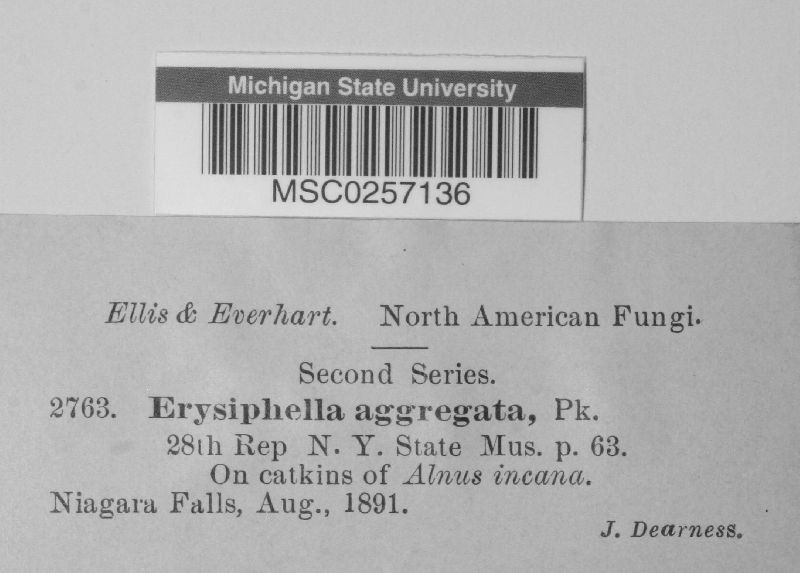 Michigan State University
MSC0257136
Ellis & Everhart. North American Fungi.
Second Series.
2763. Erysiphella aggregata, Pk.
28th Rep N. Y. State Mus. p. 63.
On catkins of Alnus incana.
Niagara Falls, Aug., 1891.
J. Dearness.